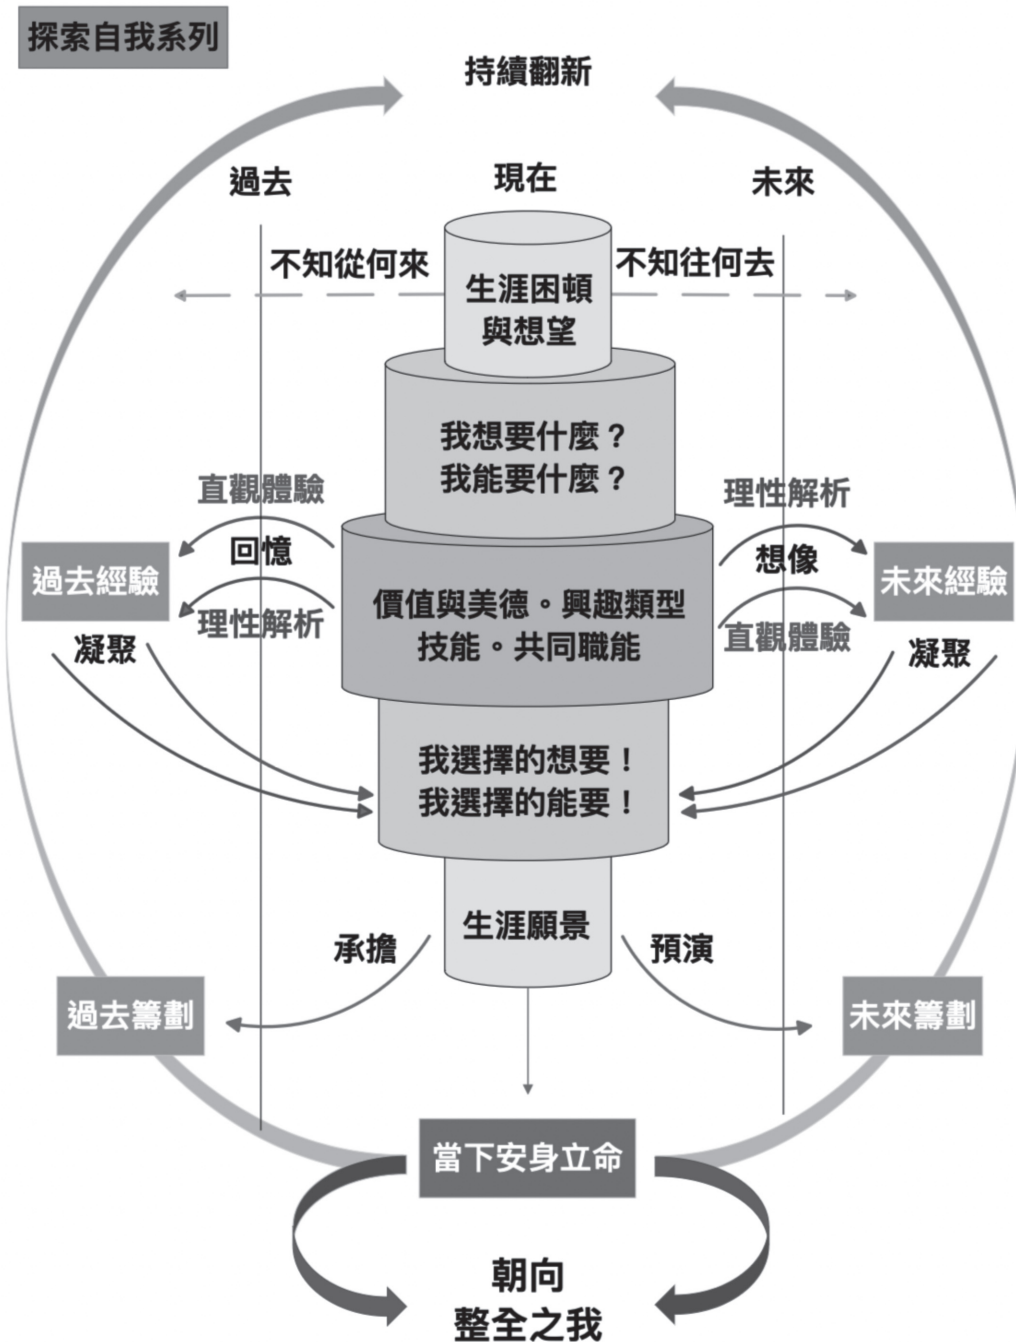 探索自我系列
持續翻新
過去
現在
未來
不知從何來
不知往何去
生涯困頓
與想望
我想要什麼？
我能要什麼？
直觀體驗
理性解析
回憶
想像
過去經驗
未來經驗
價值與美德。興趣類型
技能。共同職能
理性解析
直觀體驗
凝聚
凝聚
我選擇的想要！
我選擇的能要！
生涯願景
承擔
預演
過去籌劃
未來籌劃
當下安身立命
朝向
整全之我